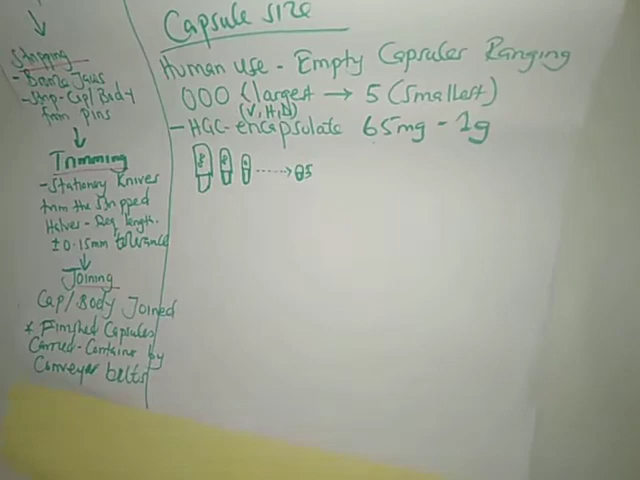 Stripping
- Bronze Jaws
- Strip-Cap/Body
from pins
Trimming
- Stationary Knives
trim the stripped
Halves - Req length.
± 0.15mm tolerance
Joining
Cap/Body Joined
* Finished Capsules
Carried - Container by
Conveyer belts
Capsule size
Human use - Empty Capsules Ranging
000 (largest → 5 (Smallest)
(V, H, D)
- HGC-encapsulate 65mg - 1g
5